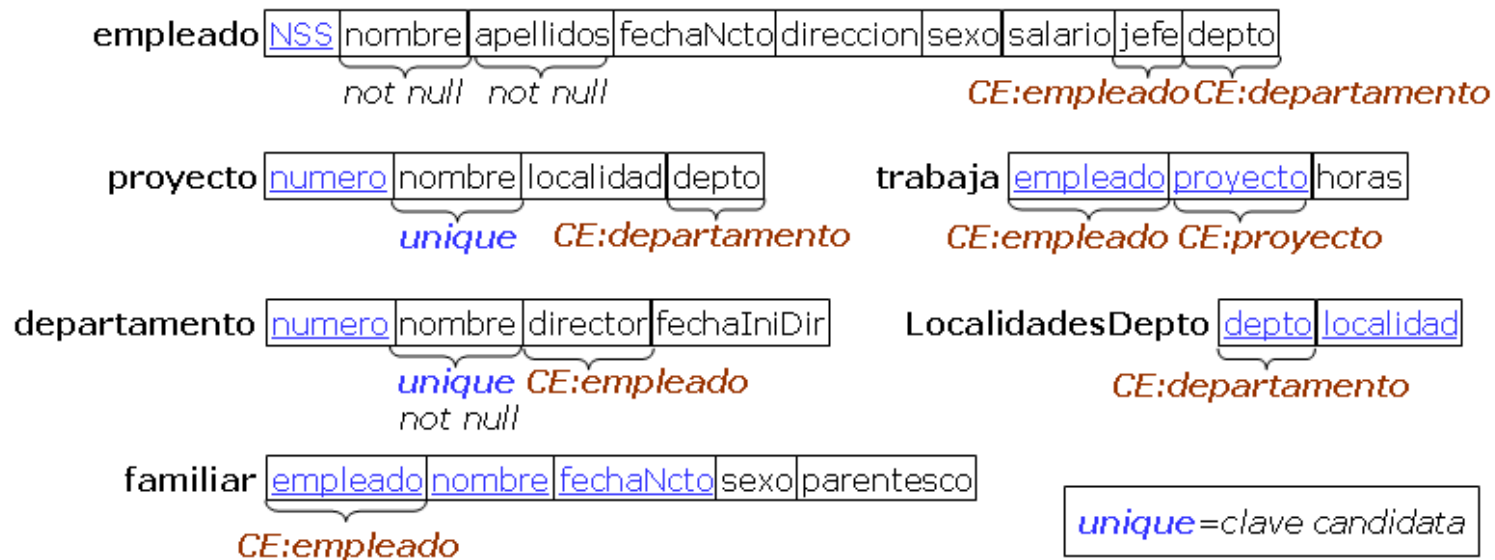 empleado NSS nombre apellidos fechaNcto direccion sexo salario jefe depto
not null not null CE:empleado CE:departamento
proyecto numero nombre localidad depto
unique CE:departamento
trabaja empleado proyecto horas
CE:empleado CE:proyecto
departamento numero nombre director fechaIniDir
unique CE:empleado
not null
LocalidadesDepto depto localidad
CE:departamento
familiar empleado nombre fechaNcto sexo parentesco
CE:empleado
unique=clave candidata